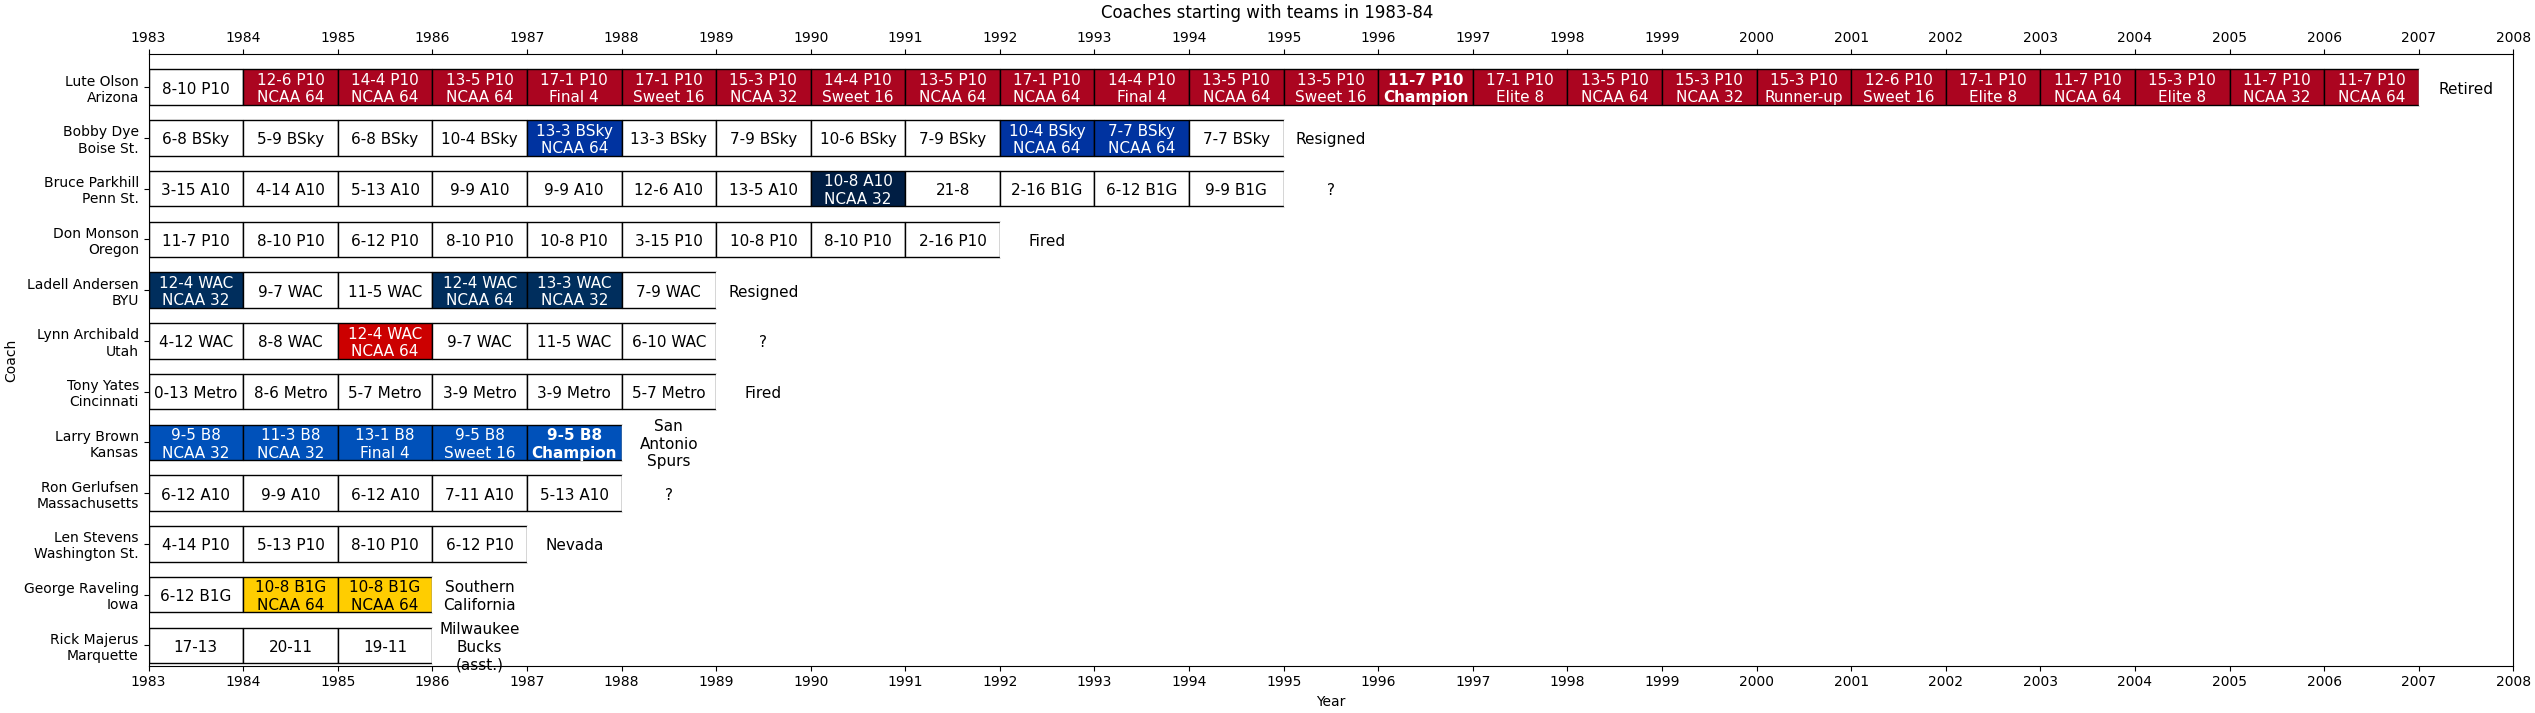 Coaches starting with teams in 1983-84
1983 1984 1985 1986 1987 1988 1989 1990 1991 1992 1993 1994 1995 1996 1997 1998 1999 2000 2001 2002 2003 2004 2005 2006 2007 2008
Lute Olson
Arizona
8-10 P10
12-6 P10
NCAA 64
14-4 P10
NCAA 64
13-5 P10
NCAA 64
17-1 P10
Final 4
17-1 P10
Sweet 16
15-3 P10
NCAA 32
14-4 P10
Sweet 16
13-5 P10
NCAA 64
17-1 P10
NCAA 64
14-4 P10
Final 4
13-5 P10
NCAA 64
13-5 P10
Sweet 16
11-7 P10
Champion
17-1 P10
Elite 8
13-5 P10
NCAA 64
15-3 P10
NCAA 32
15-3 P10
Runner-up
12-6 P10
Sweet 16
17-1 P10
Elite 8
11-7 P10
NCAA 64
15-3 P10
Elite 8
11-7 P10
NCAA 32
11-7 P10
NCAA 64
Retired
Bobby Dye
Boise St.
6-8 BSky
5-9 BSky
6-8 BSky
10-4 BSky
13-3 BSky
NCAA 64
13-3 BSky
7-9 BSky
10-6 BSky
7-9 BSky
10-4 BSky
NCAA 64
7-7 BSky
NCAA 64
7-7 BSky
Resigned
Bruce Parkhill
Penn St.
3-15 A10
4-14 A10
5-13 A10
9-9 A10
9-9 A10
12-6 A10
13-5 A10
10-8 A10
NCAA 32
21-8
2-16 B1G
6-12 B1G
9-9 B1G
?
Don Monson
Oregon
11-7 P10
8-10 P10
6-12 P10
8-10 P10
10-8 P10
3-15 P10
10-8 P10
8-10 P10
2-16 P10
Fired
Ladell Andersen
BYU
12-4 WAC
NCAA 32
9-7 WAC
11-5 WAC
12-4 WAC
NCAA 64
13-3 WAC
NCAA 32
7-9 WAC
Resigned
Lynn Archibald
Utah
4-12 WAC
8-8 WAC
12-4 WAC
NCAA 64
9-7 WAC
11-5 WAC
6-10 WAC
?
Tony Yates
Cincinnati
0-13 Metro
8-6 Metro
5-7 Metro
3-9 Metro
3-9 Metro
5-7 Metro
Fired
Larry Brown
Kansas
9-5 B8
NCAA 32
11-3 B8
NCAA 32
13-1 B8
Final 4
9-5 B8
Sweet 16
9-5 B8
Champion
San
Antonio
Spurs
Ron Gerlufsen
Massachusetts
6-12 A10
9-9 A10
6-12 A10
7-11 A10
5-13 A10
?
Len Stevens
Washington St.
4-14 P10
5-13 P10
8-10 P10
6-12 P10
Nevada
George Raveling
Iowa
6-12 B1G
10-8 B1G
NCAA 64
10-8 B1G
NCAA 64
Southern
California
Rick Majerus
Marquette
17-13
20-11
19-11
Milwaukee
Bucks
(asst.)
Coach
1983 1984 1985 1986 1987 1988 1989 1990 1991 1992 1993 1994 1995 1996 1997 1998 1999 2000 2001 2002 2003 2004 2005 2006 2007 2008
Year